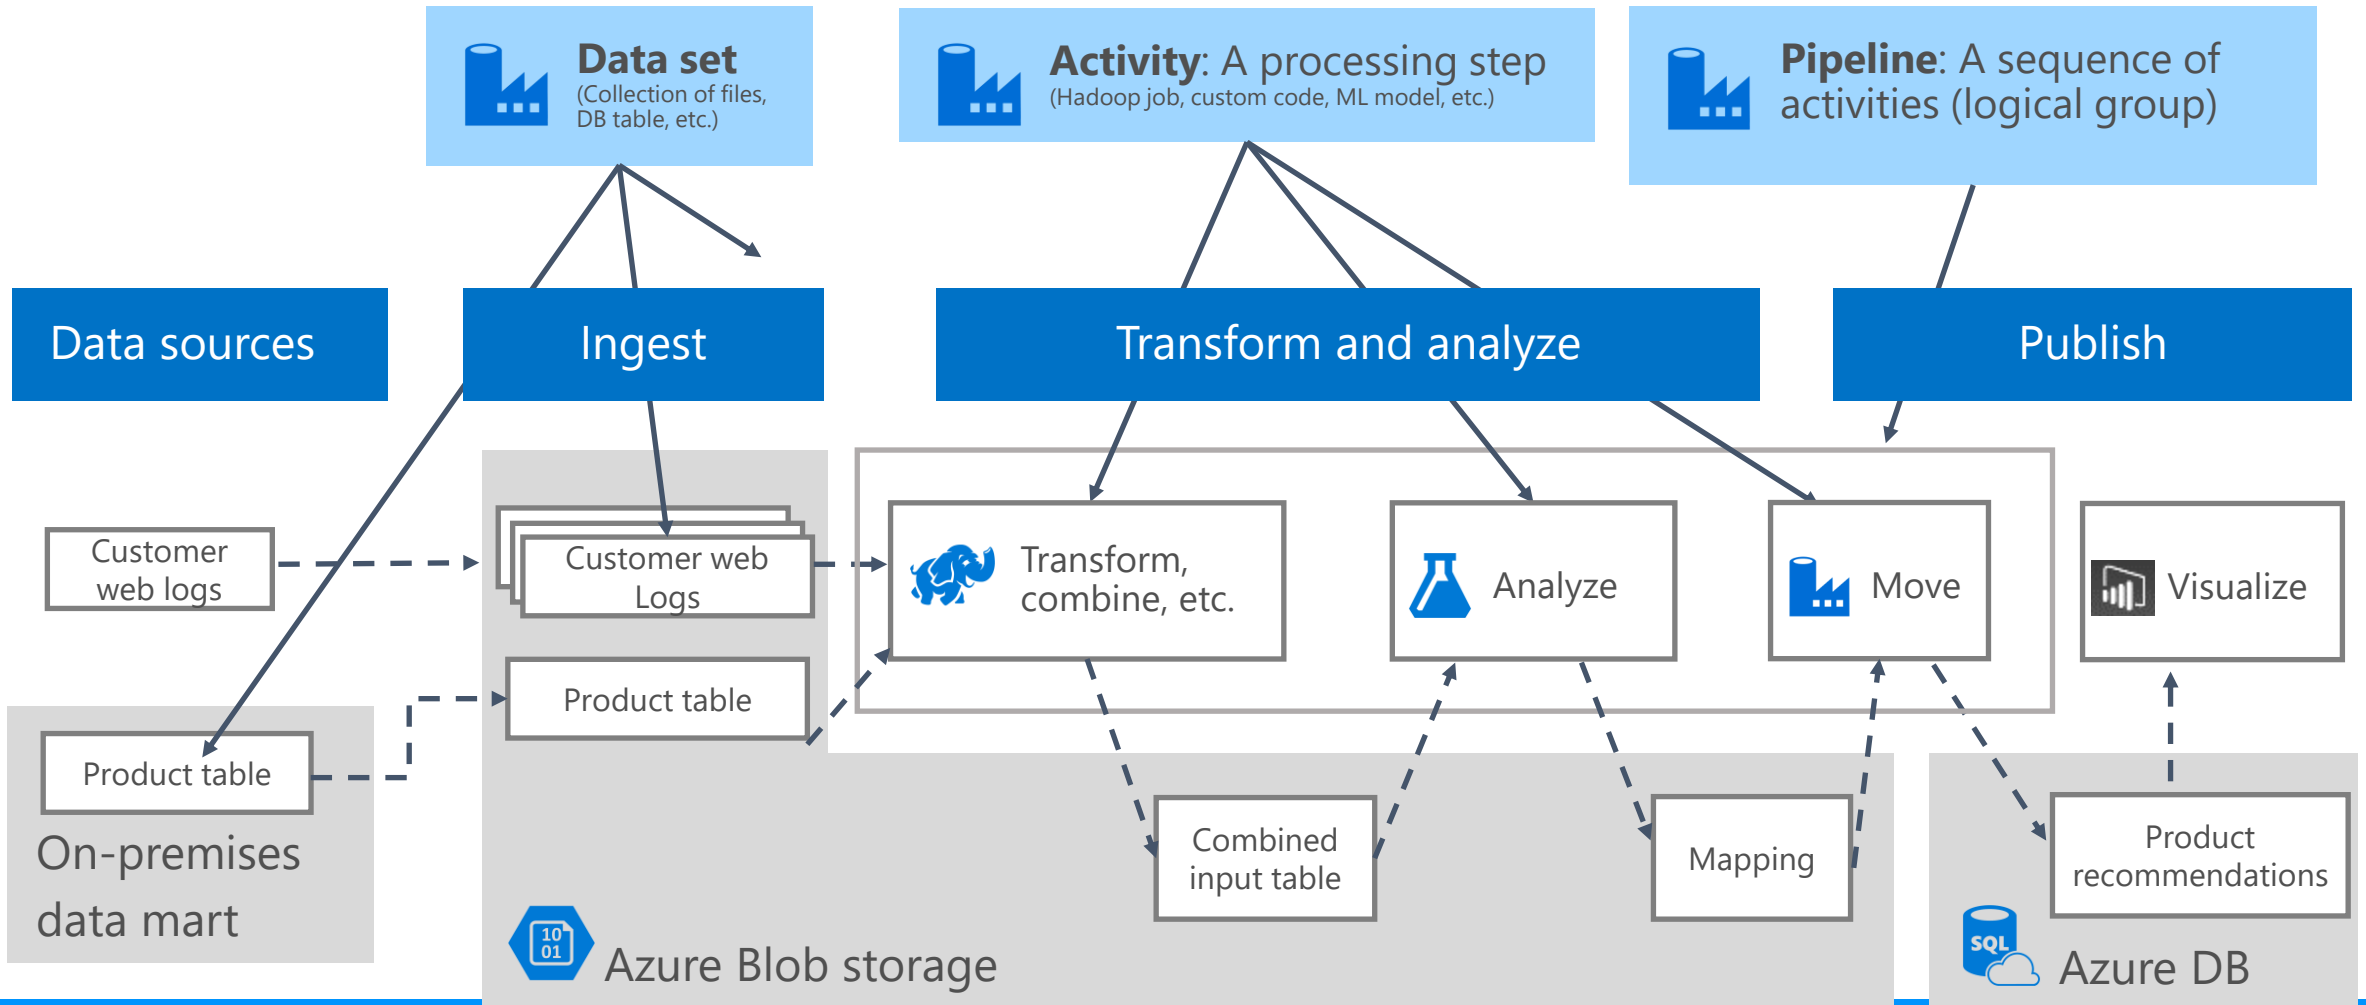 Data set
(Collection of files,
DB table, etc.)
Activity: A processing step
(Hadoop job, custom code, ML model, etc.)
Pipeline: A sequence of
activities (logical group)
Data sources
Ingest
Transform and analyze
Publish
Customer
web logs
Customer web
Logs
Transform,
combine, etc.
Analyze
Move
Visualize
Product table
Product table
On-premises
data mart
Combined
input table
Mapping
Product
recommendations
10
01
Azure Blob storage
SQL
Azure DB